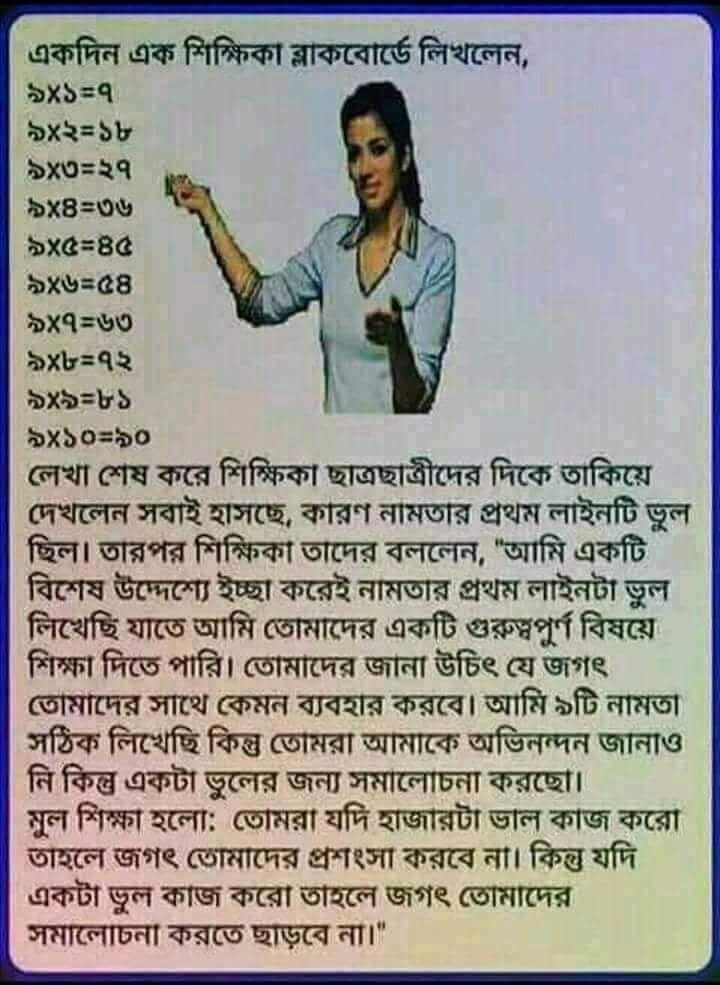 একদিন এক শিক্ষিকা ব্লাকবোর্ডে লিখলেন,
৯x১=৭
৯x২=১৮
৯x৩=২৭
৯x৪=৩৬
৯x৫=৪৫
৯x৬=৫৪
৯x৭=৬৩
৯x৮=৭২
৯x৯=৮১
৯x১০=৯০
লেখা শেষ করে শিক্ষিকা ছাত্রছাত্রীদের দিকে তাকিয়ে
দেখলেন সবাই হাসছে, কারণ নামতার প্রথম লাইনটি ভুল
ছিল। তারপর শিক্ষিকা তাদের বললেন, "আমি একটি
বিশেষ উদ্দেশ্যে ইচ্ছা করেই নামতার প্রথম লাইনটা ভুল
লিখেছি যাতে আমি তোমাদের একটি গুরুত্বপুর্ণ বিষয়ে
শিক্ষা দিতে পারি। তোমাদের জানা উচিৎ যে জগৎ
তোমাদের সাথে কেমন ব্যবহার করবে। আমি ৯টি নামতা
সঠিক লিখেছি কিন্তু তোমরা আমাকে অভিনন্দন জানাও
নি কিন্তু একটা ভুলের জন্য সমালোচনা করছো।
মুল শিক্ষা হলো: তোমরা যদি হাজারটা ভাল কাজ করো
তাহলে জগৎ তোমাদের প্রশংসা করবে না। কিন্তু যদি
একটা ভুল কাজ করো তাহলে জগৎ তোমাদের
সমালোচনা করতে ছাড়বে না।"